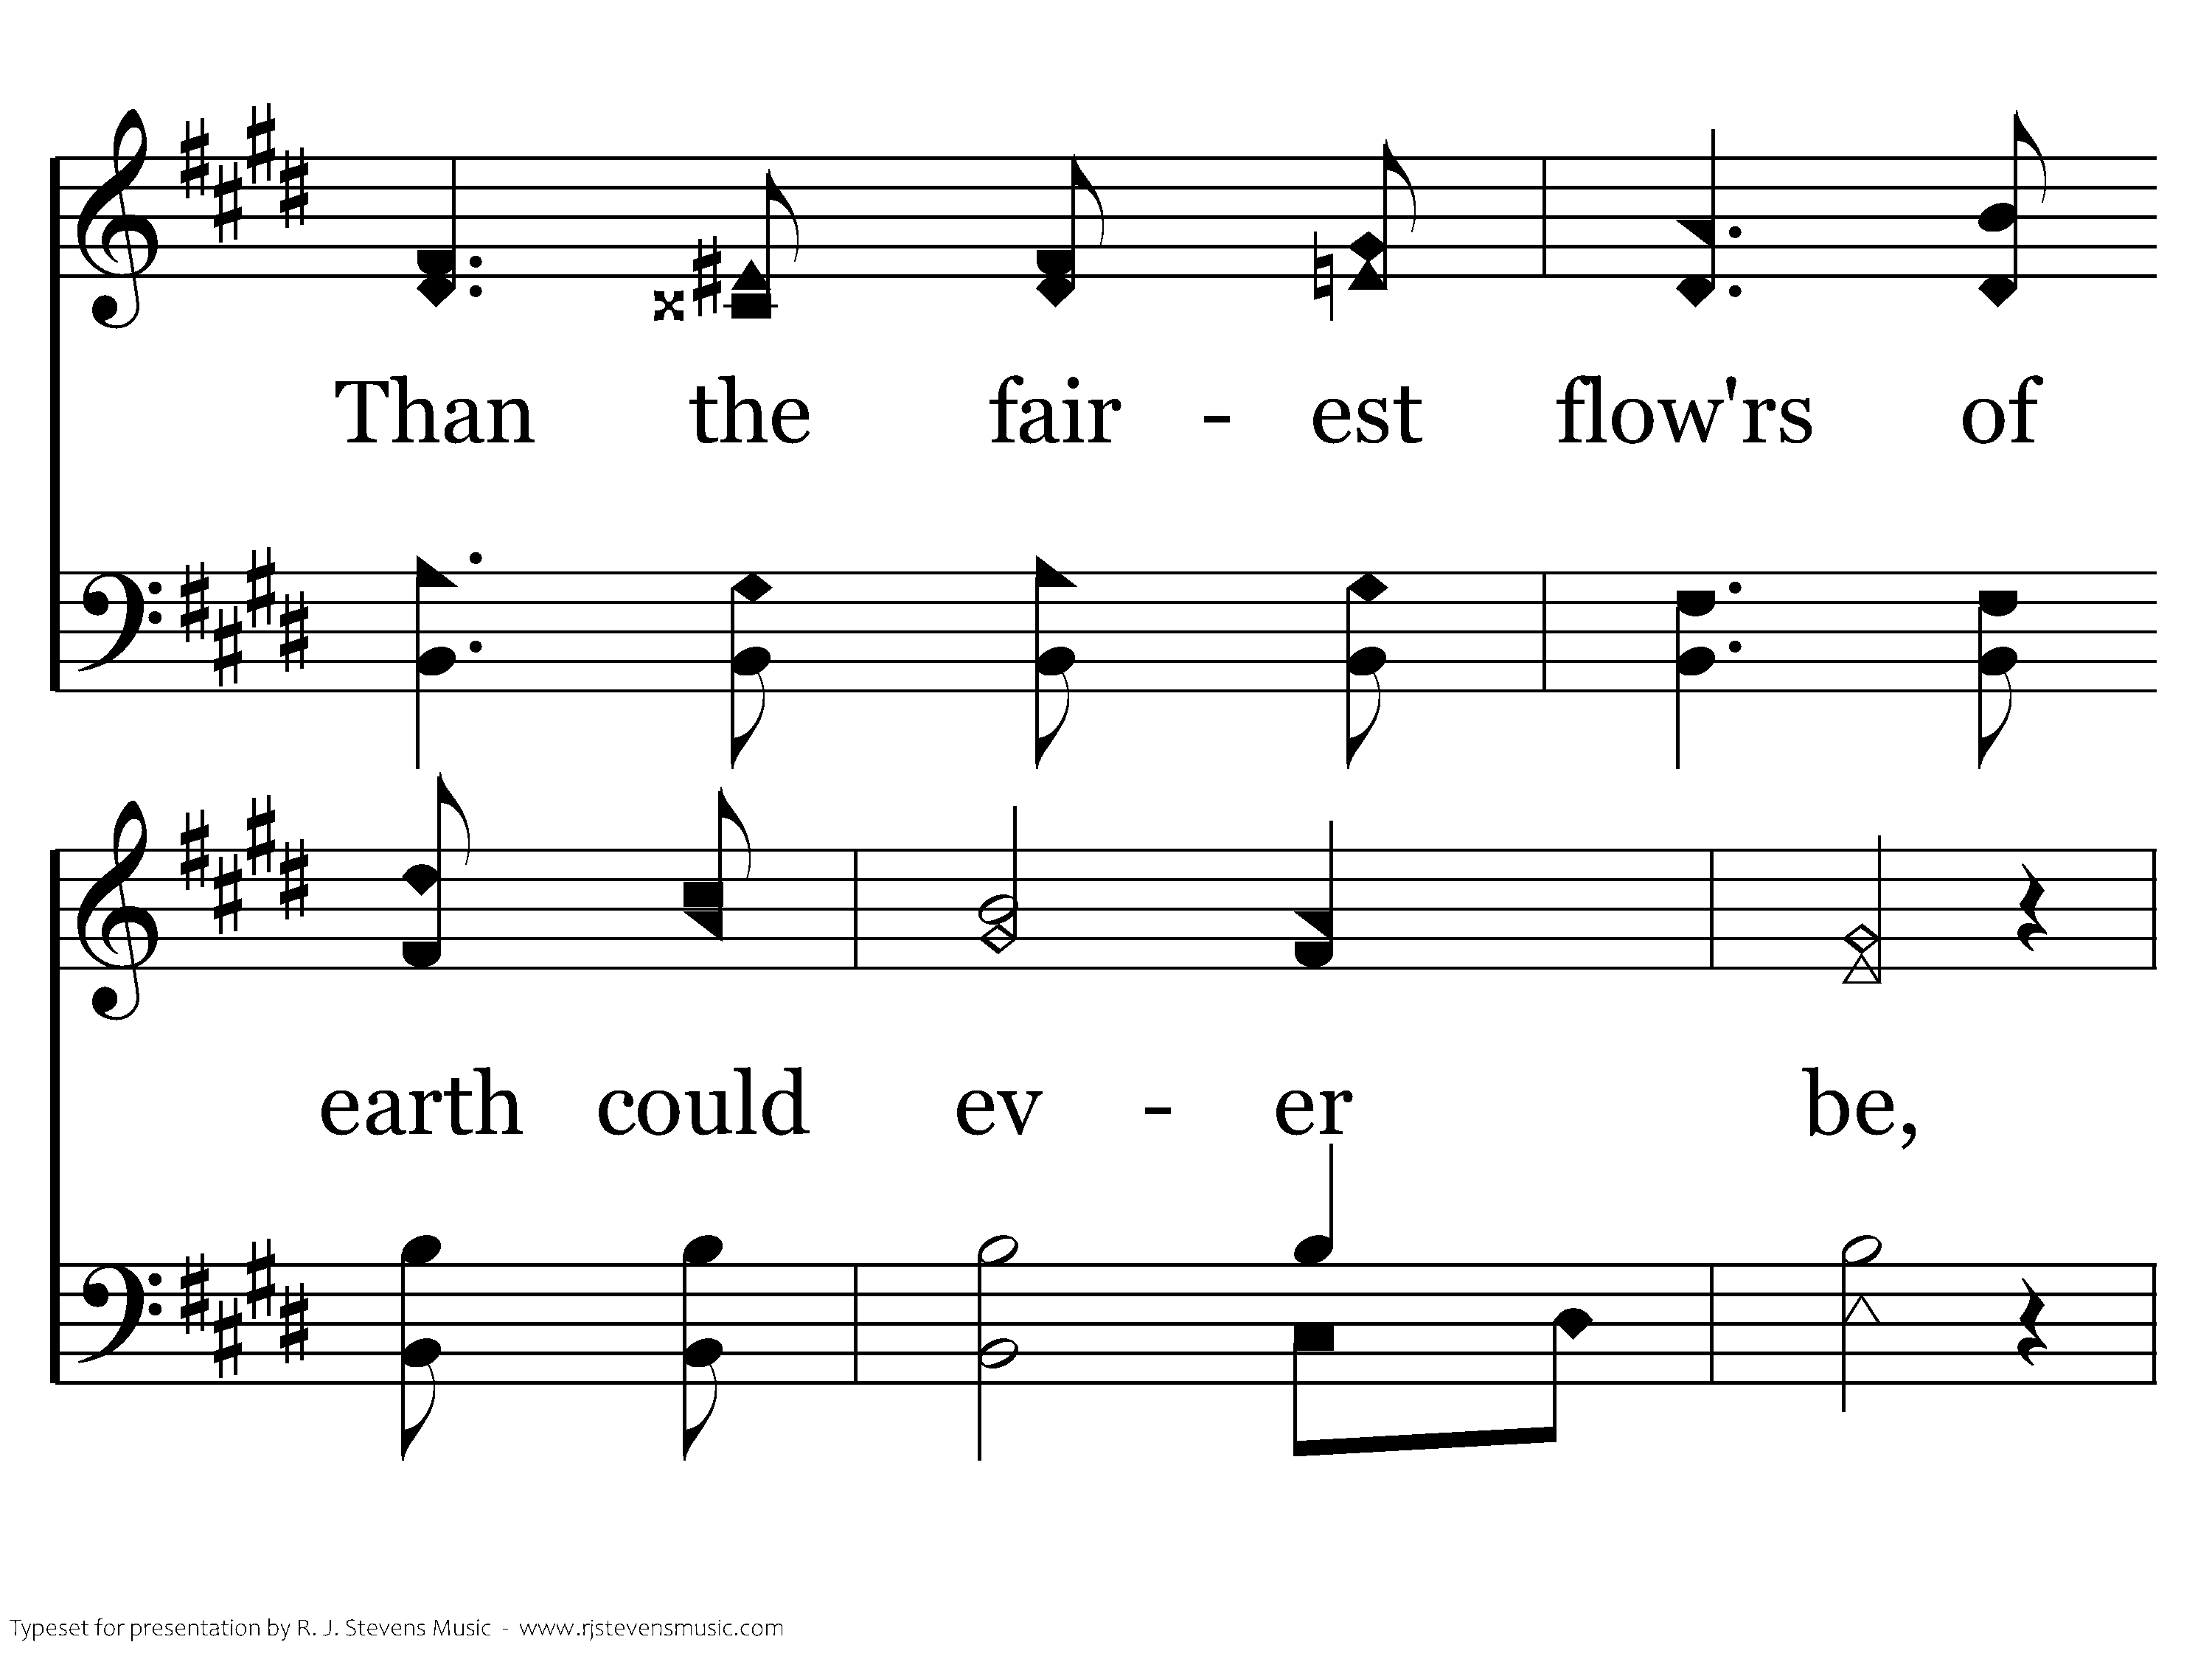 Than the fair - est flow'rs of
earth could ev - er be,
Typeset for presentation by R. J. Stevens Music - www.rjstevensmusic.com